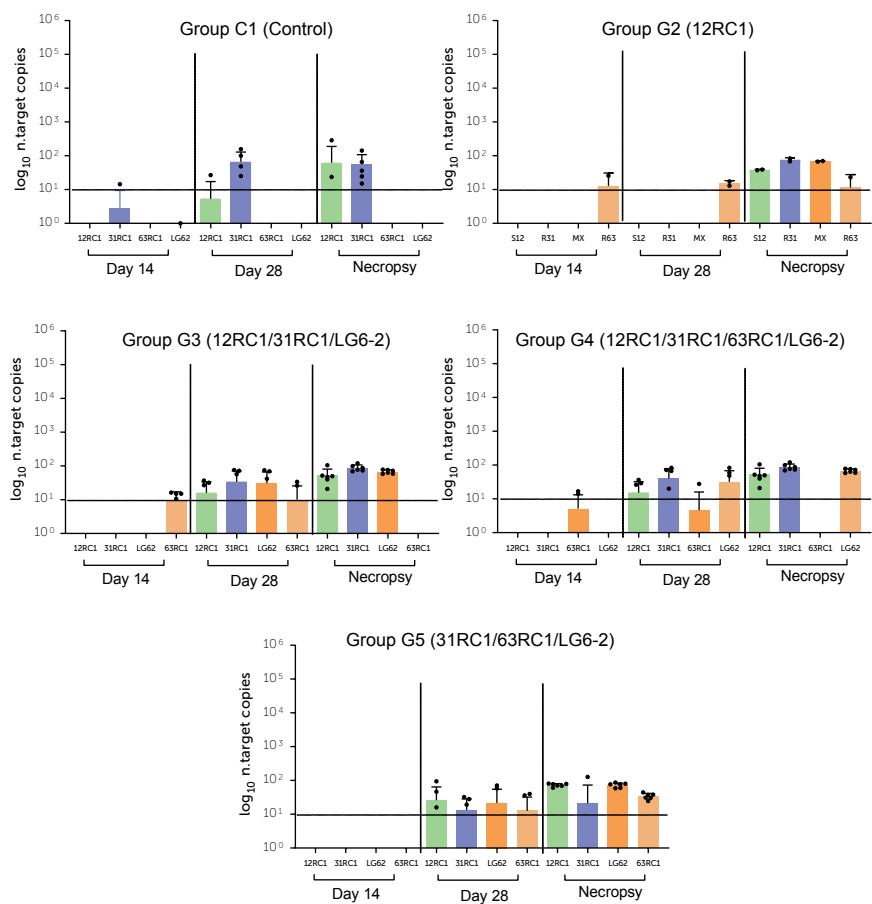 Group C1 (Control)
log₁₀ n.target copies
10⁶
10⁵
10⁴
10³
10²
10¹
10⁰
12RC1 31RC1 63RC1 LG62 12RC1 31RC1 63RC1 LG62 12RC1 31RC1 63RC1 LG62
Day 14 Day 28 Necropsy
Group G2 (12RC1)
log₁₀ n.target copies
10⁶
10⁵
10⁴
10³
10²
10¹
10⁰
S12 R31 MX R63 S12 R31 MX R63 S12 R31 MX R63
Day 14 Day 28 Necropsy
Group G3 (12RC1/31RC1/LG6-2)
log₁₀ n.target copies
10⁶
10⁵
10⁴
10³
10²
10¹
10⁰
12RC1 31RC1 LG62 63RC1 12RC1 31RC1 LG62 63RC1 12RC1 31RC1 LG62 63RC1
Day 14 Day 28 Necropsy
Group G4 (12RC1/31RC1/63RC1/LG6-2)
log₁₀ n.target copies
10⁶
10⁵
10⁴
10³
10²
10¹
10⁰
12RC1 31RC1 63RC1 LG62 12RC1 31RC1 63RC1 LG62 12RC1 31RC1 63RC1 LG62
Day 14 Day 28 Necropsy
Group G5 (31RC1/63RC1/LG6-2)
log₁₀ n.target copies
10⁶
10⁵
10⁴
10³
10²
10¹
10⁰
12RC1 31RC1 LG62 63RC1 12RC1 31RC1 LG62 63RC1 12RC1 31RC1 LG62 63RC1
Day 14 Day 28 Necropsy